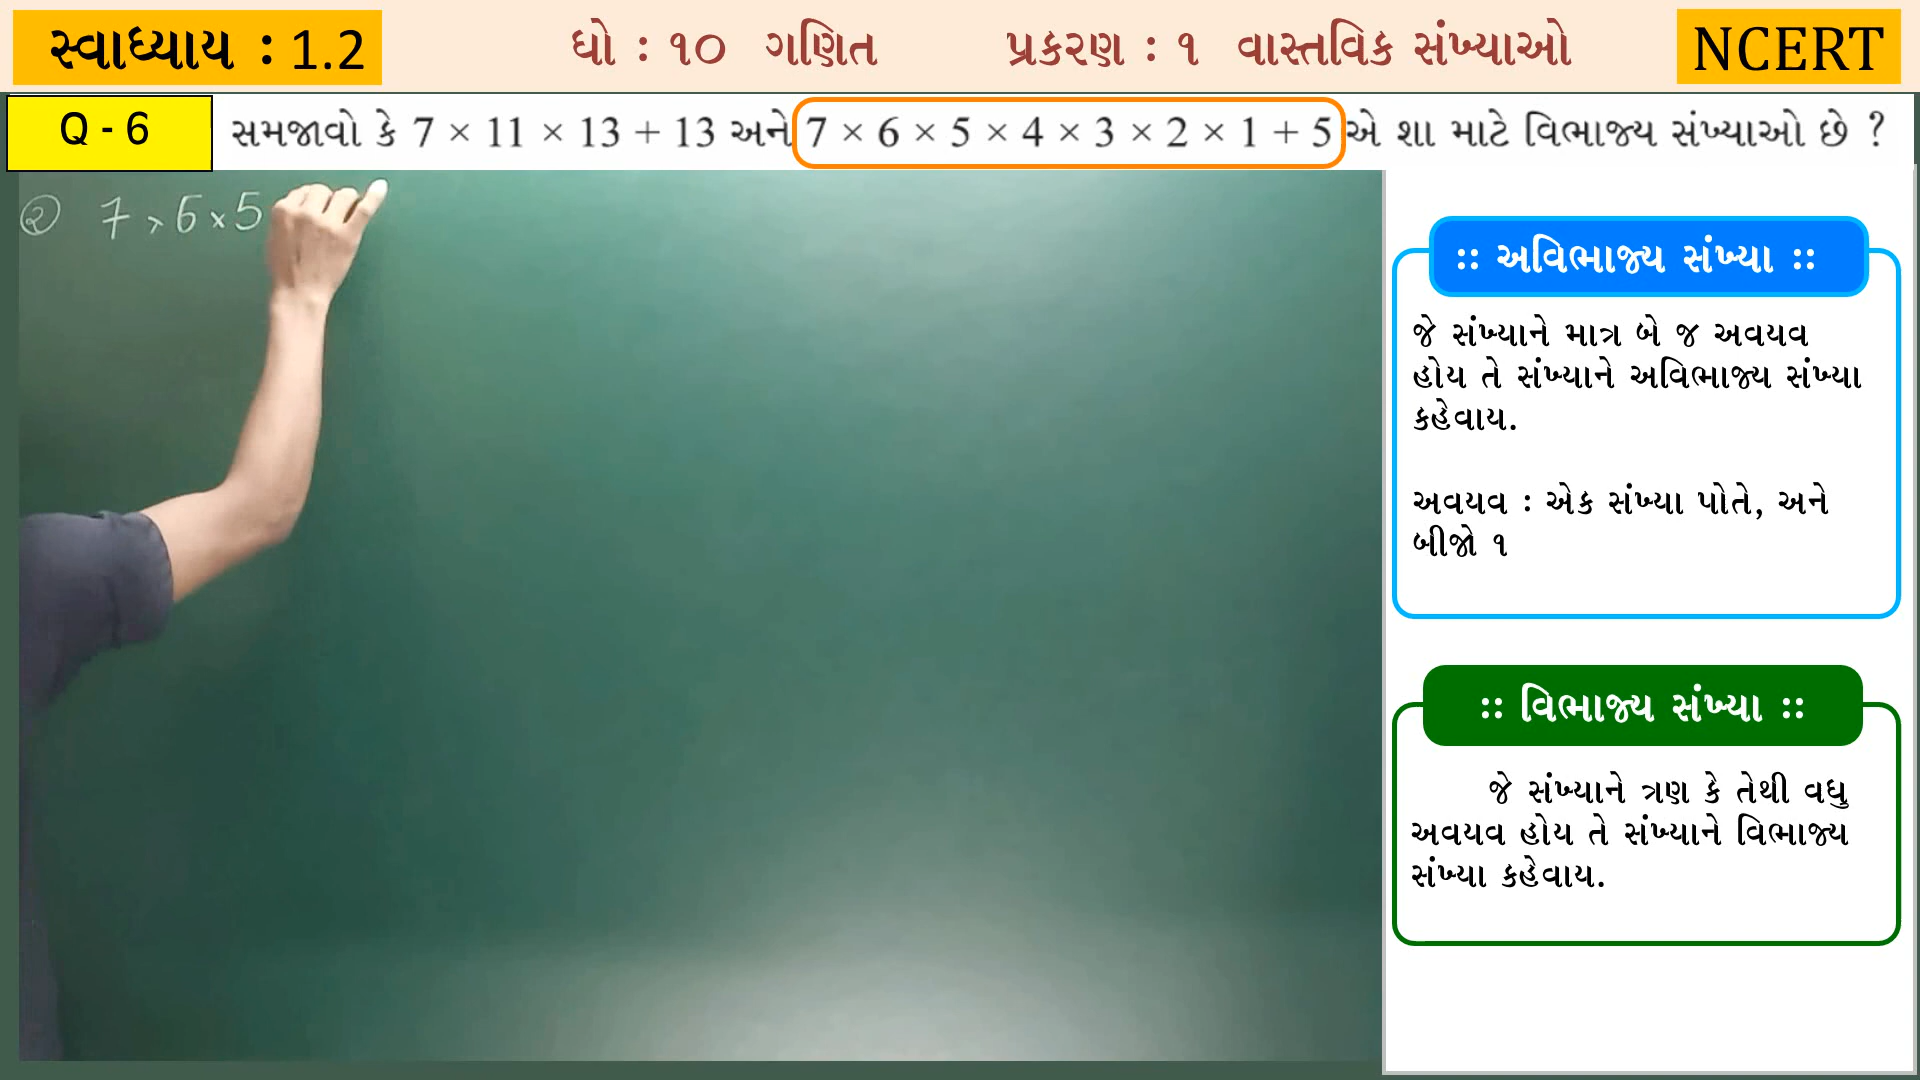 સ્વાધ્યાય : 1.2
ધો : ૧૦ ગણિત પ્રકરણ : ૧ વાસ્તવિક સંખ્યાઓ
NCERT
Q - 6
સમજાવો કે 7 × 11 × 13 + 13 અને 7 × 6 × 5 × 4 × 3 × 2 × 1 + 5 એ શા માટે વિભાજ્ય સંખ્યાઓ છે ?
૨ 7 × 6 × 5
:: અવિભાજ્ય સંખ્યા ::
જે સંખ્યાને માત્ર બે જ અવયવ
હોય તે સંખ્યાને અવિભાજ્ય સંખ્યા
કહેવાય.
અવયવ : એક સંખ્યા પોતે, અને
બીજો ૧
:: વિભાજ્ય સંખ્યા ::
જે સંખ્યાને ત્રણ કે તેથી વધુ
અવયવ હોય તે સંખ્યાને વિભાજ્ય
સંખ્યા કહેવાય.